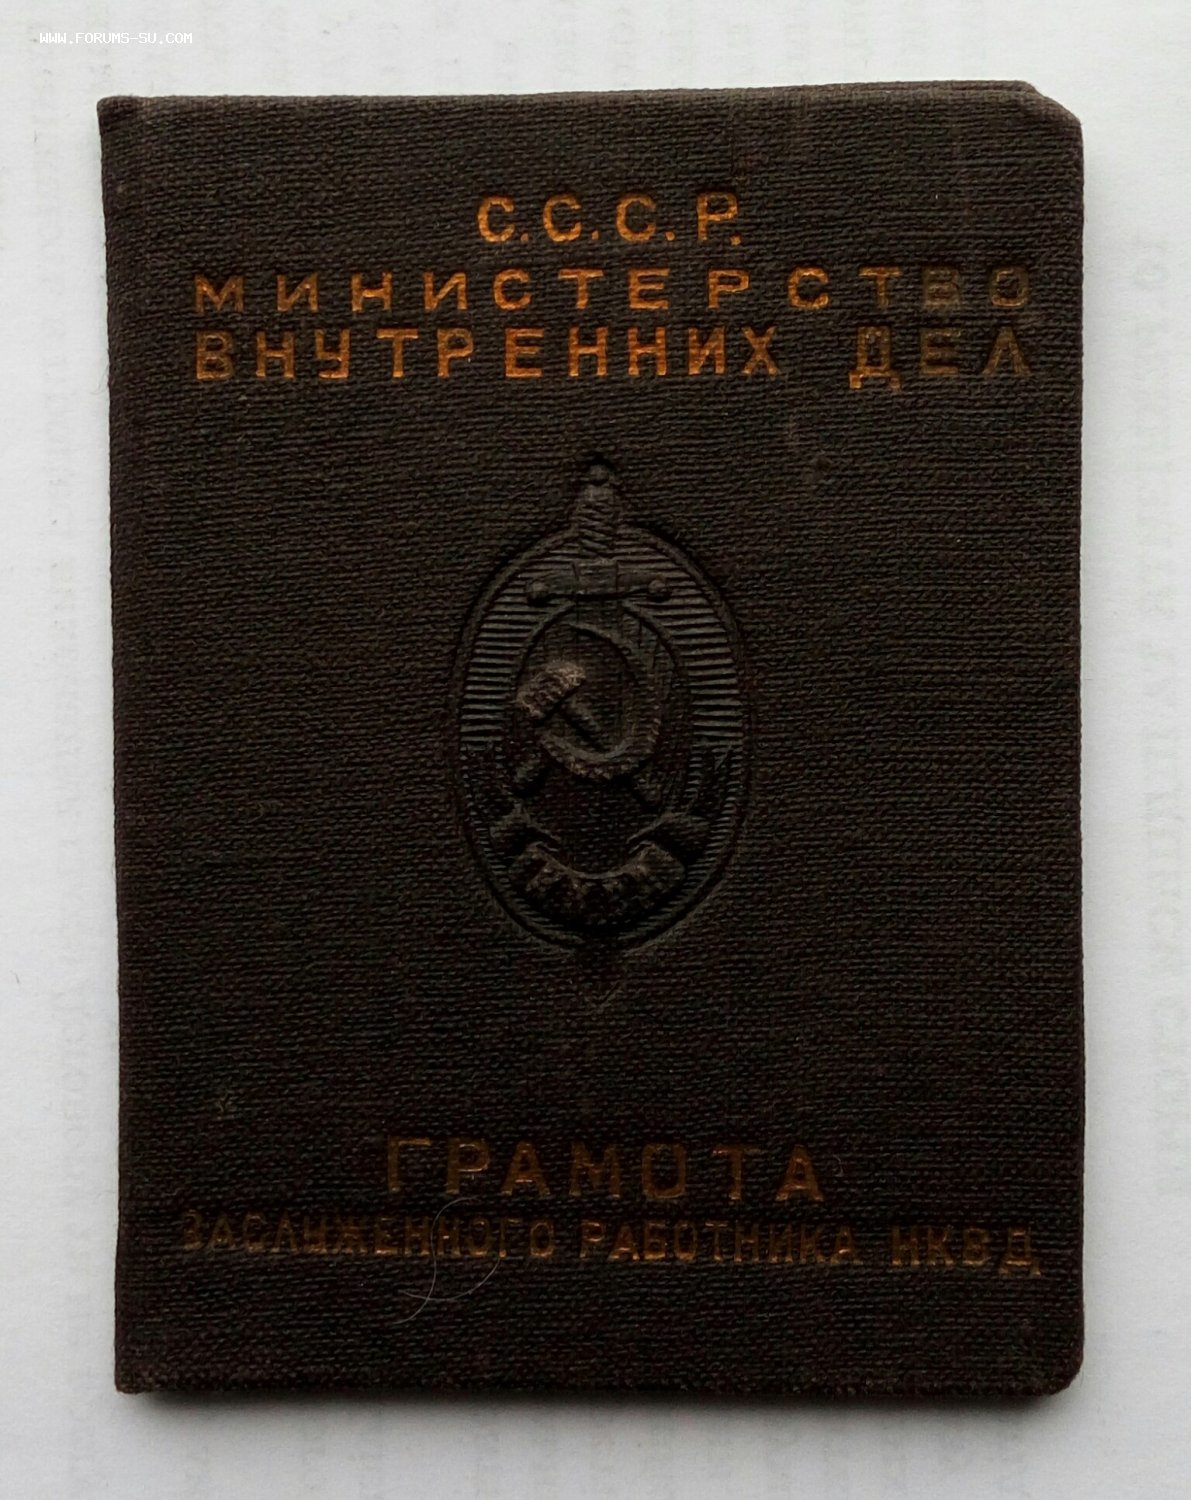 WWW.FORUMS-SU.COM
С.С.С.Р.
МИНИСТЕРСТВО
ВНУТРЕННИХ ДЕЛ
ГРАМОТА
ЗАСЛУЖЕННОГО РАБОТНИКА НКВД